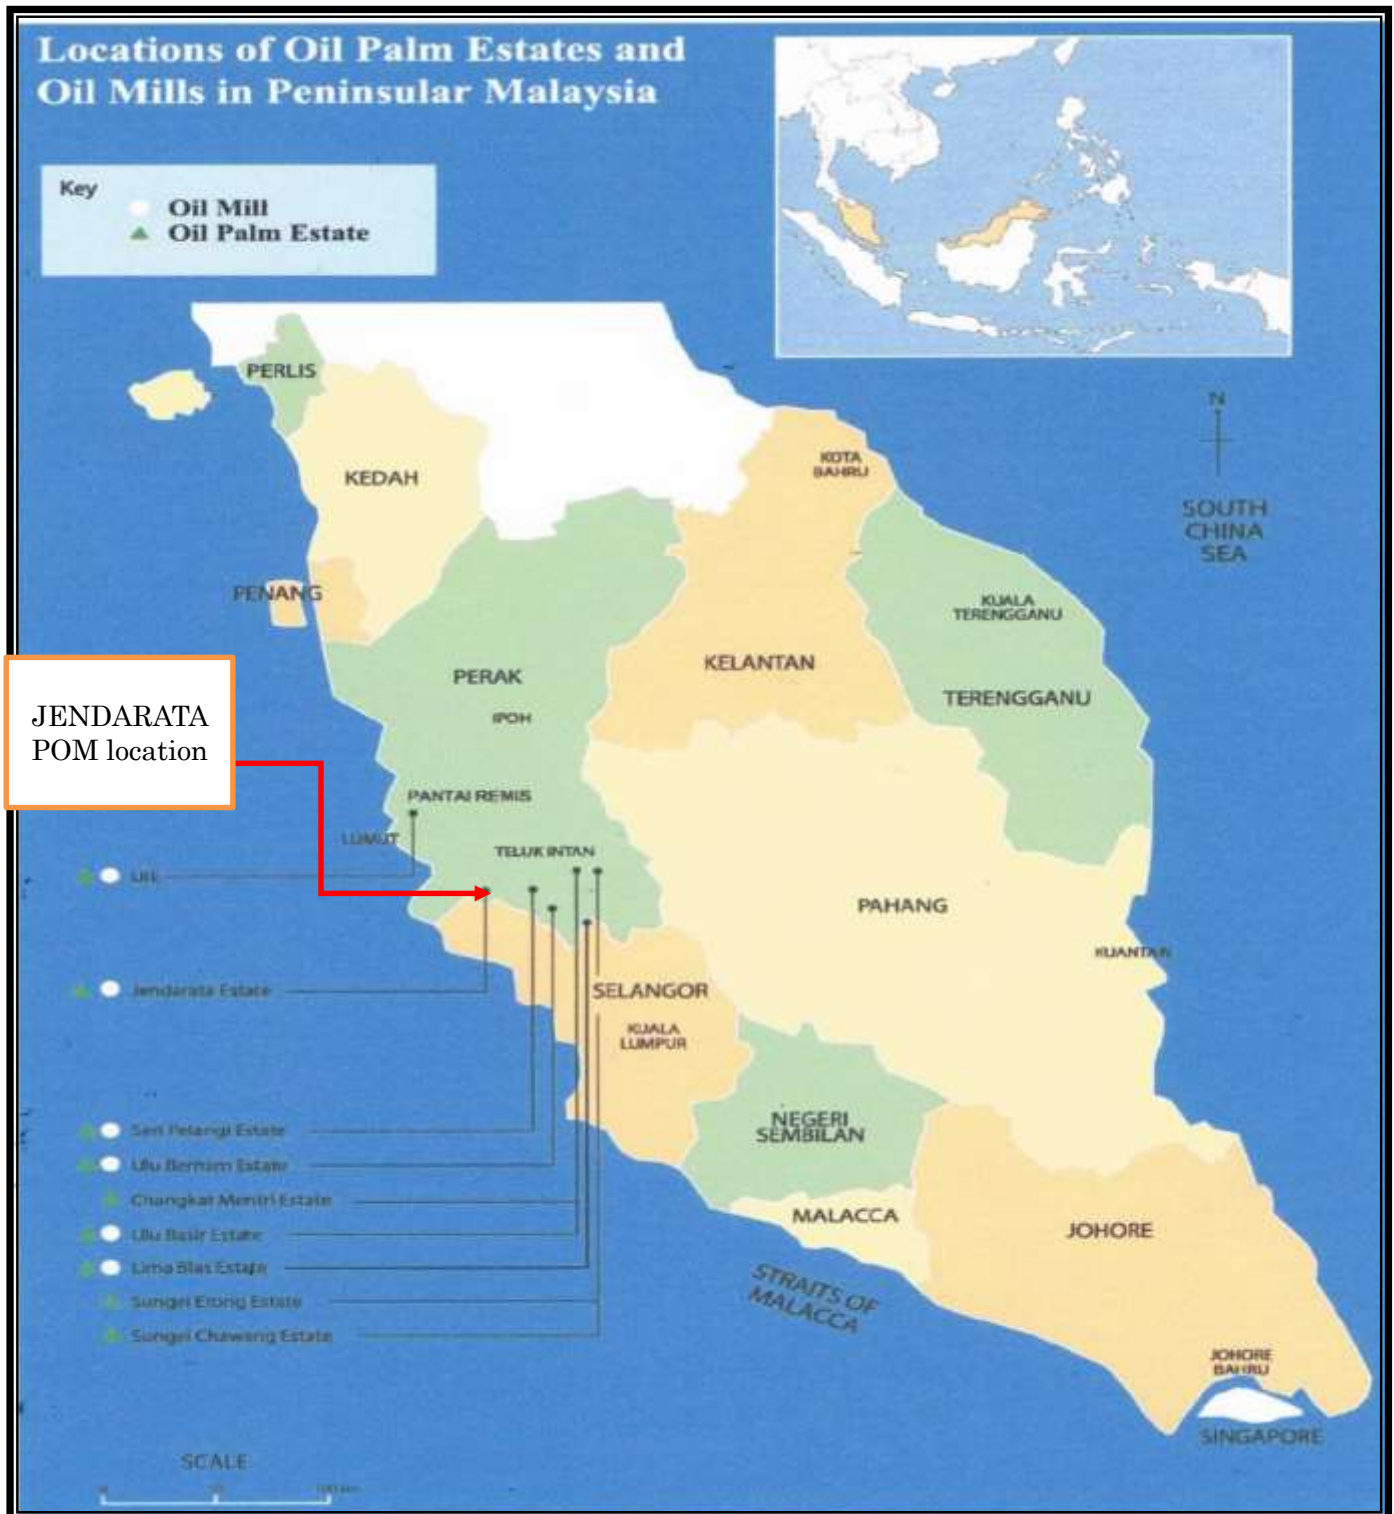 Locations of Oil Palm Estates and
Oil Mills in Peninsular Malaysia
Key
Oil Mill
Oil Palm Estate
N
SOUTH
CHINA
SEA
PERLIS
KEDAH
KOTA
BAHRU
PENANG
KUALA
TERENGGANU
PERAK
KELANTAN
IPOH
TERENGGANU
JENDARATA
POM location
PANTAI REMIS
LUMUT
TELUK INTAN
UIE
PAHANG
KUANTAN
Jendarata Estate
SELANGOR
KUALA
LUMPUR
Seri Pelangi Estate
Ulu Bernam Estate
Changkat Mentri Estate
Ulu Basir Estate
Lima Blas Estate
Sungei Erong Estate
Sungei Chawang Estate
NEGERI
SEMBILAN
MALACCA
JOHORE
STRAITS OF
MALACCA
JOHORE
BAHRU
SINGAPORE
SCALE
100 km